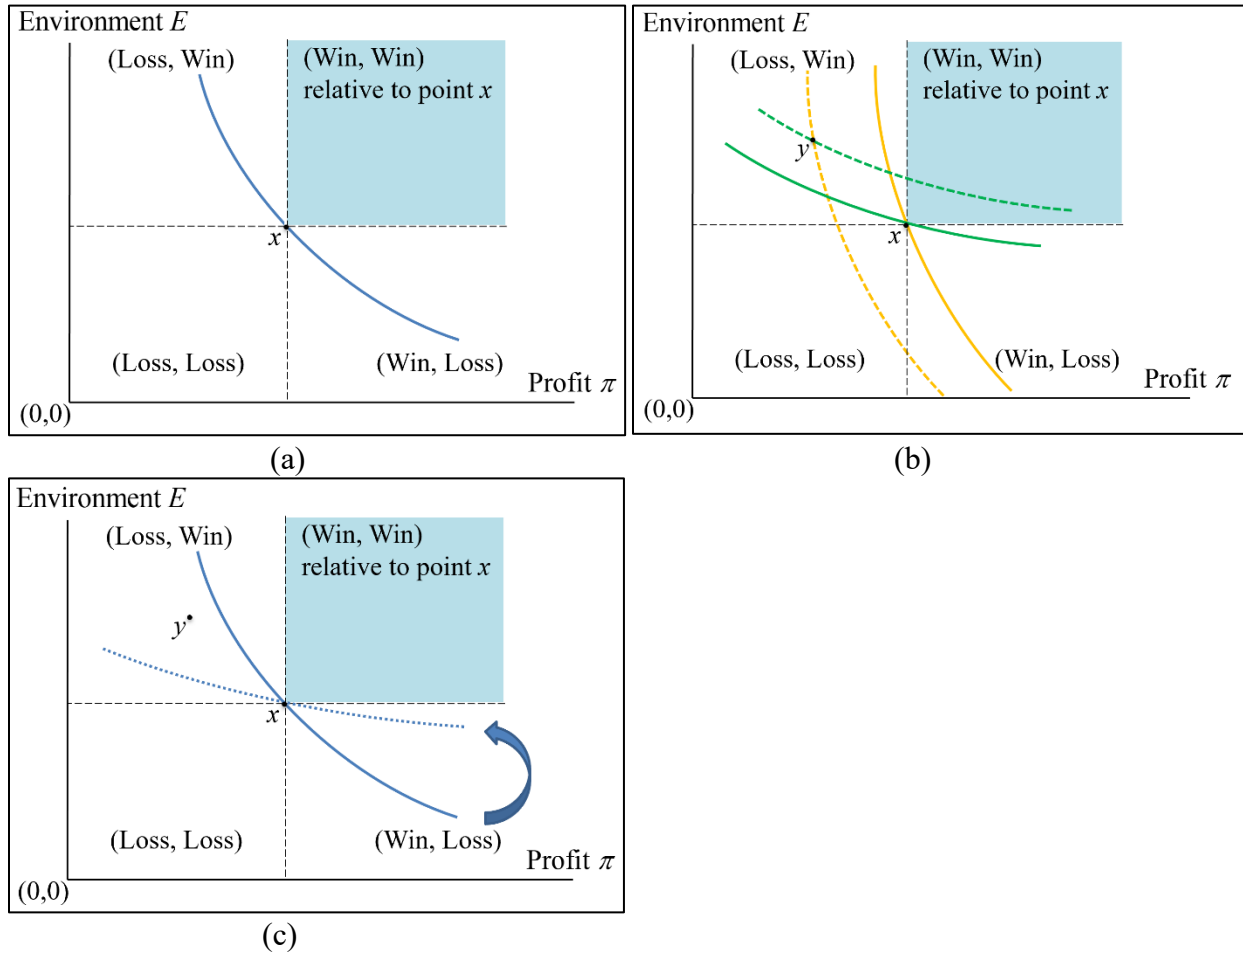 Environment E
(Loss, Win)
(Win, Win)
relative to point x
x
(Loss, Loss)
(Win, Loss)
Profit π
(0,0)
(a)
Environment E
(Loss, Win)
(Win, Win)
relative to point x
y
x
(Loss, Loss)
(Win, Loss)
Profit π
(0,0)
(b)
Environment E
(Loss, Win)
(Win, Win)
relative to point x
y
x
(Loss, Loss)
(Win, Loss)
Profit π
(0,0)
(c)